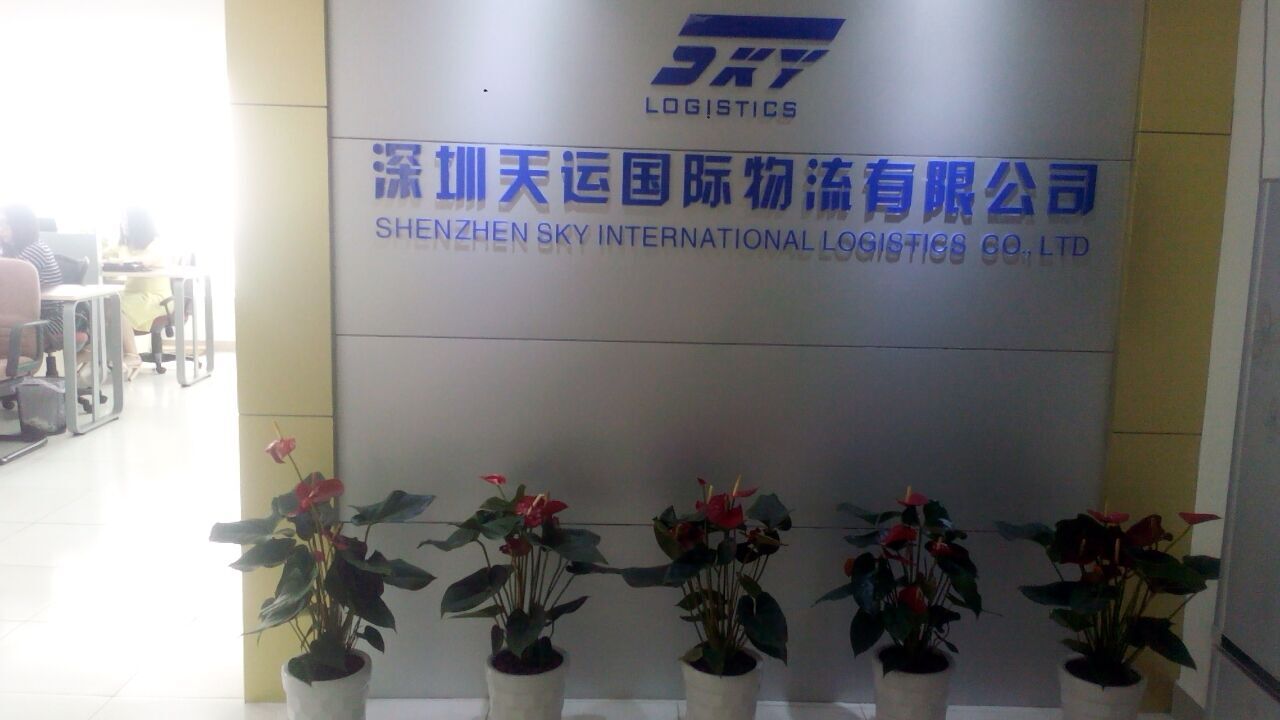 SKY
LOGISTICS
深圳天运国际物流有限公司
SHENZHEN SKY INTERNATIONAL LOGISTICS CO., LTD